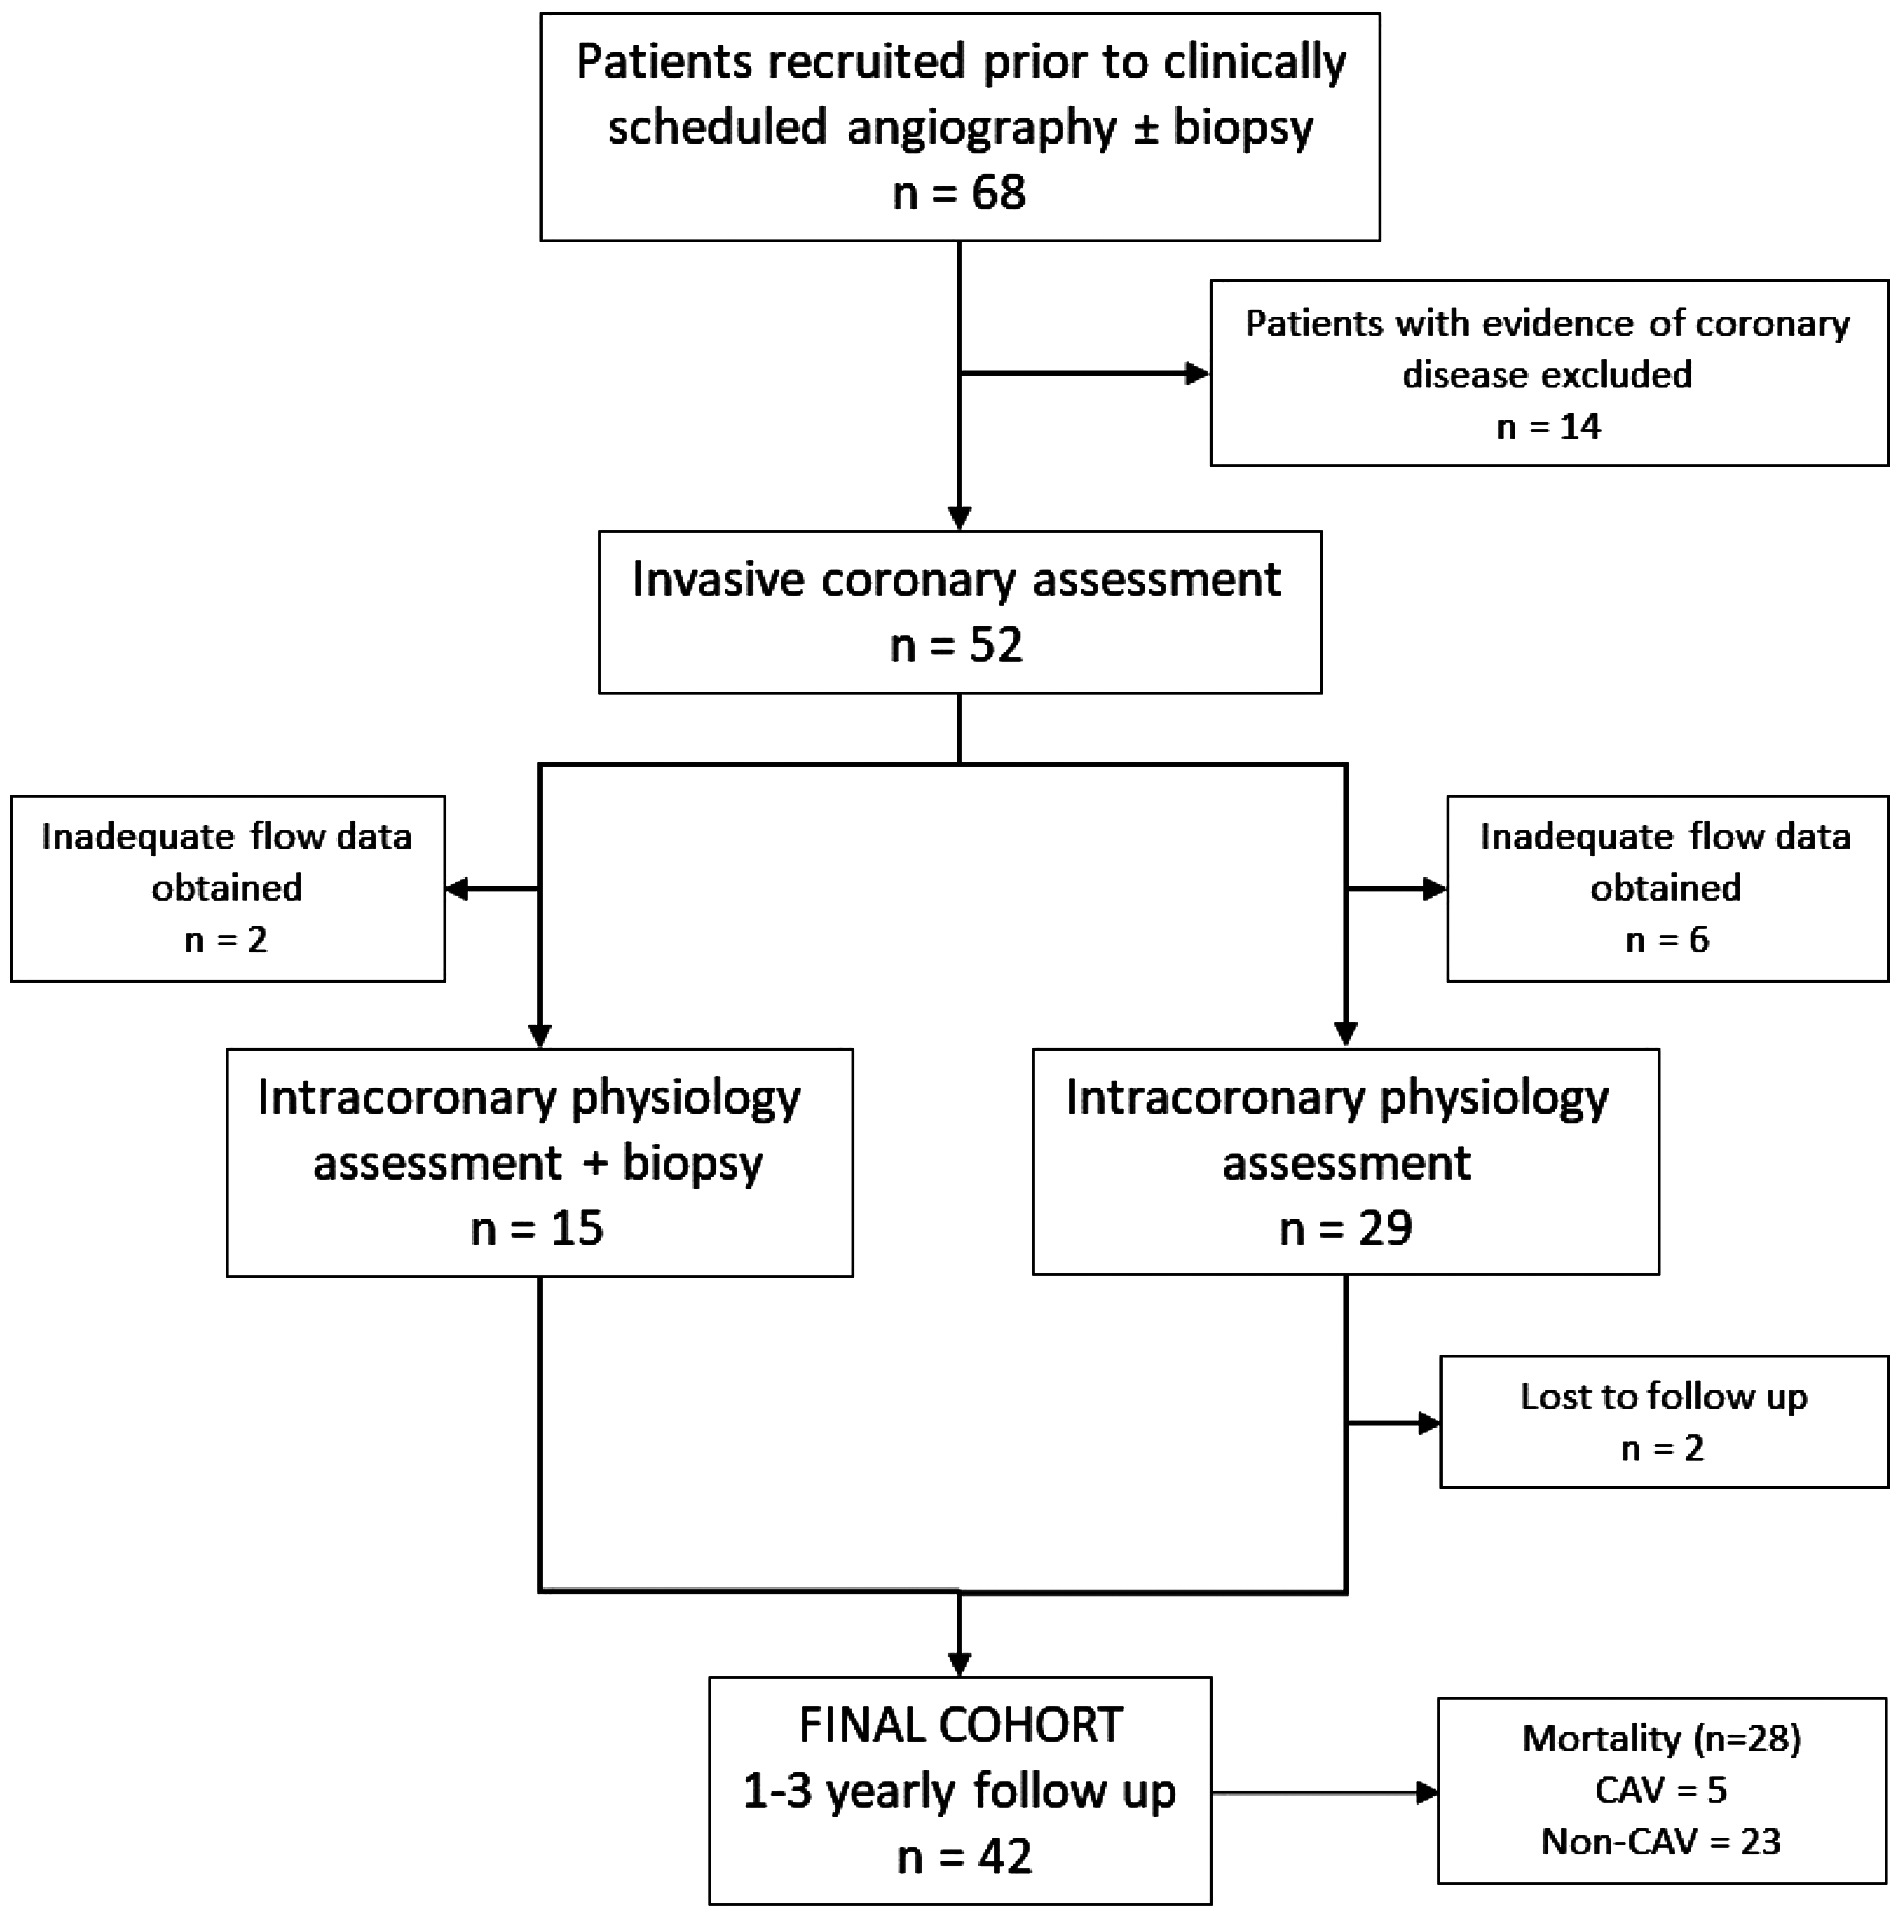 Patients recruited prior to clinically
scheduled angiography ± biopsy
n = 68
Patients with evidence of coronary
disease excluded
n = 14
Invasive coronary assessment
n = 52
Inadequate flow data
obtained
n = 2
Inadequate flow data
obtained
n = 6
Intracoronary physiology
assessment + biopsy
n = 15
Intracoronary physiology
assessment
n = 29
Lost to follow up
n = 2
FINAL COHORT
1-3 yearly follow up
n = 42
Mortality (n=28)
CAV = 5
Non-CAV = 23